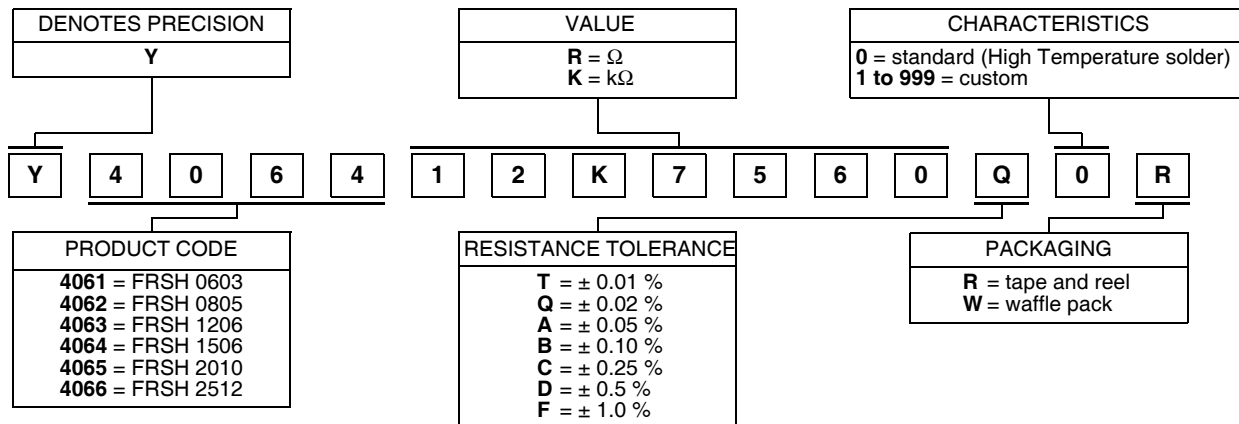 DENOTES PRECISION
Y
VALUE
R = Ω
K = kΩ
CHARACTERISTICS
0 = standard (High Temperature solder)
1 to 999 = custom
Y 4 0 6 4 1 2 K 7 5 6 0 Q 0 R
PRODUCT CODE
4061 = FRSH 0603
4062 = FRSH 0805
4063 = FRSH 1206
4064 = FRSH 1506
4065 = FRSH 2010
4066 = FRSH 2512
RESISTANCE TOLERANCE
T = ± 0.01 %
Q = ± 0.02 %
A = ± 0.05 %
B = ± 0.10 %
C = ± 0.25 %
D = ± 0.5 %
F = ± 1.0 %
PACKAGING
R = tape and reel
W = waffle pack